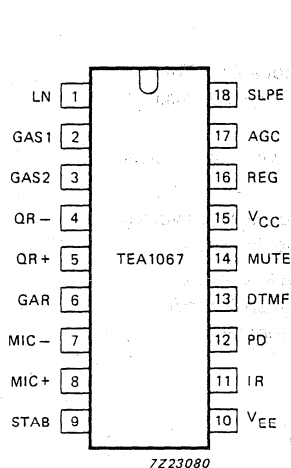 LN 1 18 SLPE
GAS1 2 17 AGC
GAS2 3 16 REG
QR− 4 15 VCC
QR+ 5 TEA1067 14 MUTE
GAR 6 13 DTMF
MIC− 7 12 PD
MIC+ 8 11 IR
STAB 9 10 VEE
7Z23080